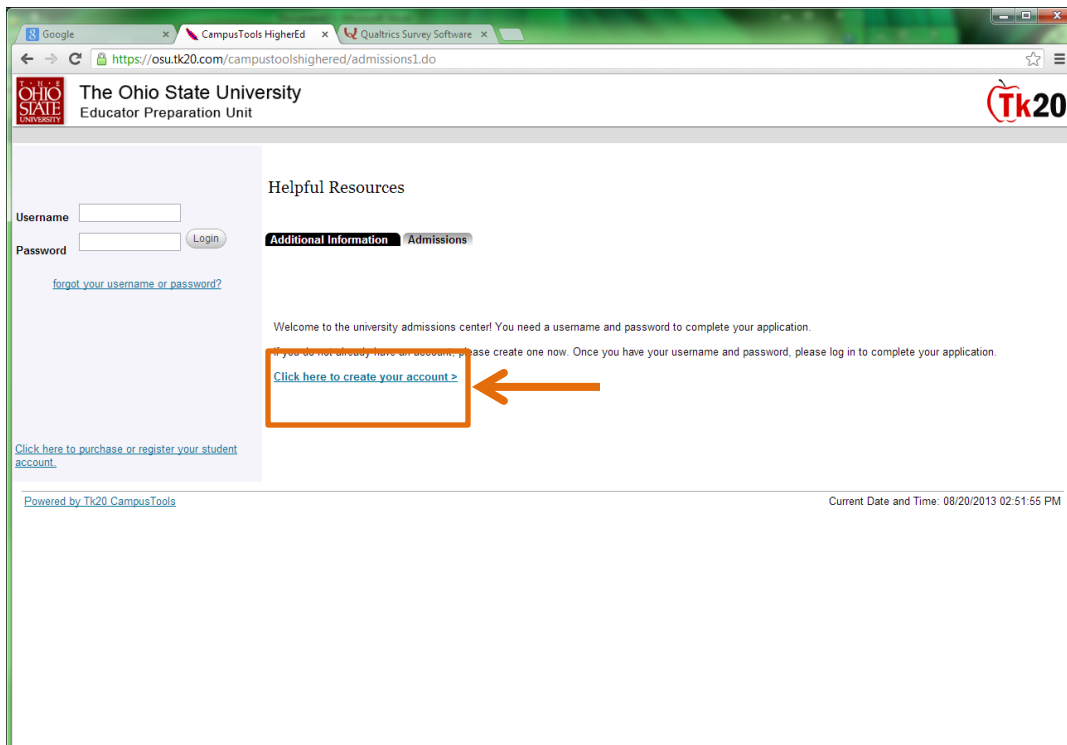 Google
CampusTools HigherEd
Qualtrics Survey Software
https://osu.tk20.com/campustoolshighered/admissions1.do
T · H · E
OHIO
STATE
UNIVERSITY
The Ohio State University
Educator Preparation Unit
Tk20
Username
Password
Login
forgot your username or password?
Click here to purchase or register your student
account.
Helpful Resources
Additional Information Admissions
Welcome to the university admissions center! You need a username and password to complete your application.
If you do not already have an account, please create one now. Once you have your username and password, please log in to complete your application.
Click here to create your account >
Powered by Tk20 CampusTools
Current Date and Time: 08/20/2013 02:51:55 PM